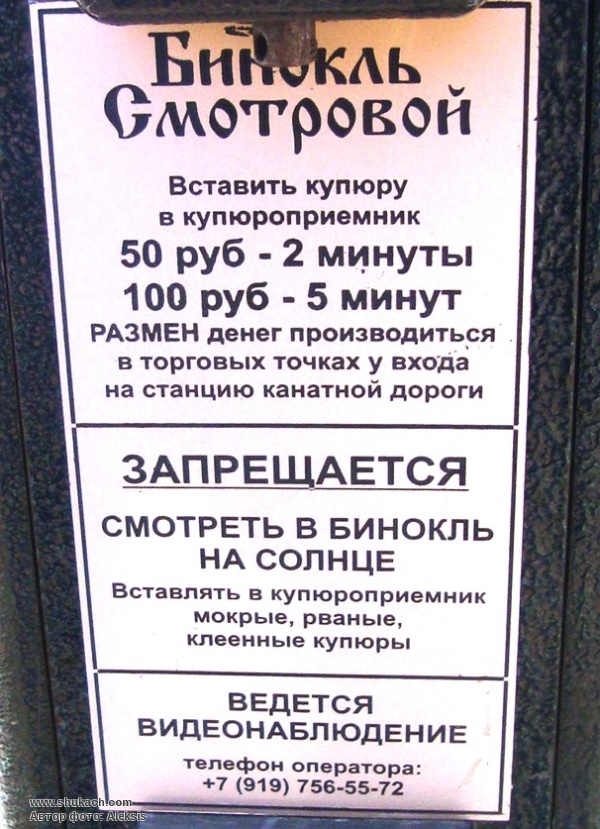 Бинокль
Смотровой
Вставить купюру
в купюроприемник
50 руб - 2 минуты
100 руб - 5 минут
РАЗМЕН денег производиться
в торговых точках у входа
на станцию канатной дороги
ЗАПРЕЩАЕТСЯ
СМОТРЕТЬ В БИНОКЛЬ
НА СОЛНЦЕ
Вставлять в купюроприемник
мокрые, рваные,
клеенные купюры
ВЕДЕТСЯ
ВИДЕОНАБЛЮДЕНИЕ
телефон оператора:
+7 (919) 756-55-72
www.shukach.com
Автор фото: Aleksis